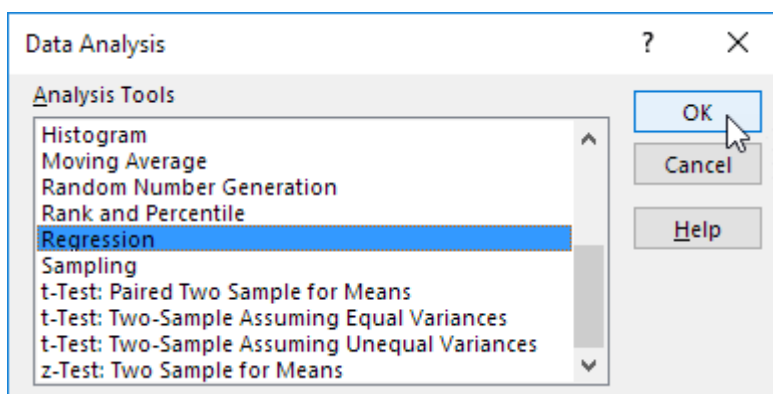 Data Analysis
?
Analysis Tools
Histogram
Moving Average
Random Number Generation
Rank and Percentile
Regression
Sampling
t-Test: Paired Two Sample for Means
t-Test: Two-Sample Assuming Equal Variances
t-Test: Two-Sample Assuming Unequal Variances
z-Test: Two Sample for Means
OK
Cancel
Help